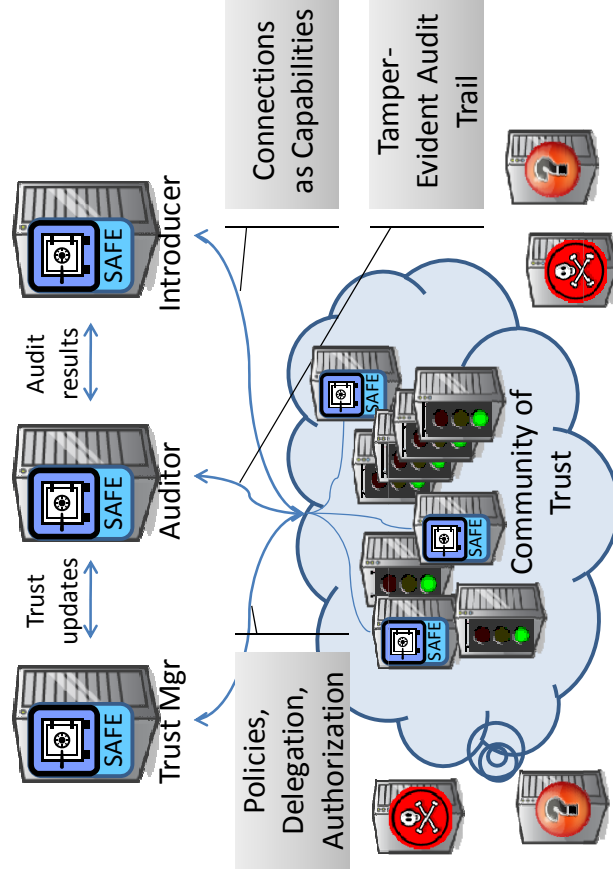 SAFE
Trust Mgr
Trust
updates
SAFE
Auditor
Audit
results
SAFE
Introducer
Policies,
Delegation,
Authorization
Connections
as Capabilities
Tamper-
Evident Audit
Trail
SAFE
SAFE
SAFE
Community of
Trust
?
?